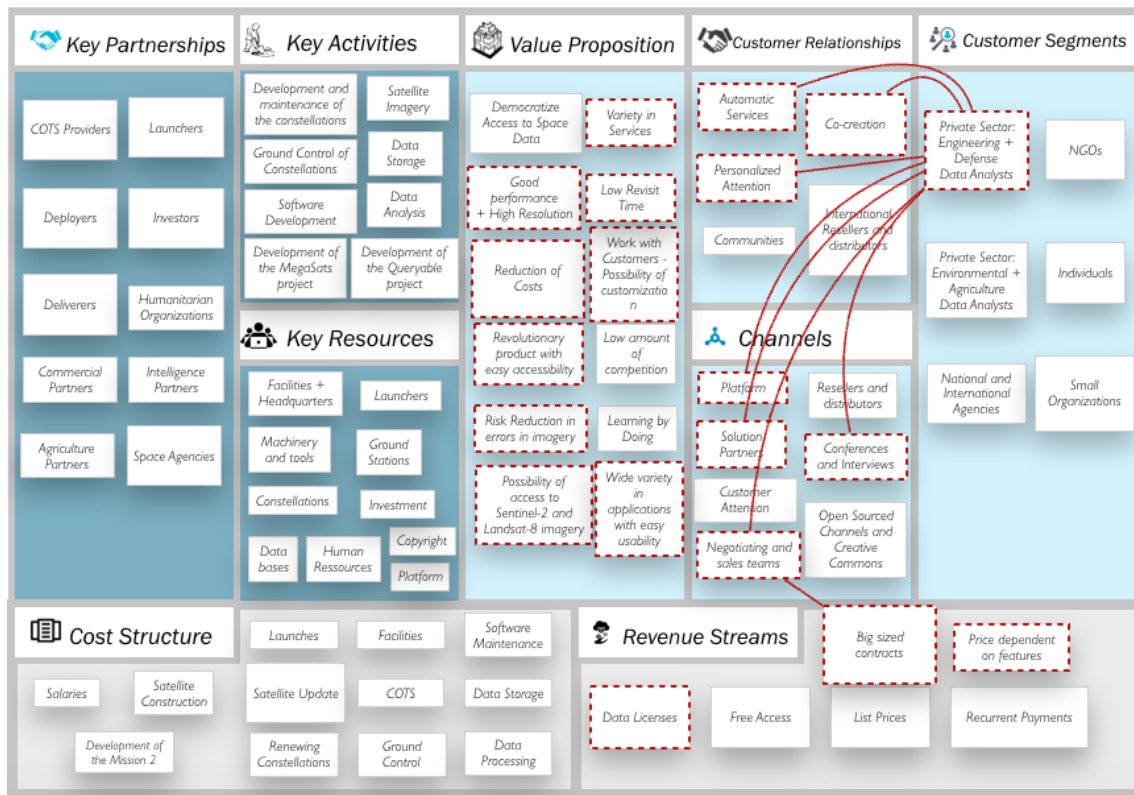 Key Partnerships
COTS Providers
Launchers
Deployers
Investors
Deliverers
Humanitarian
Organizations
Commercial
Partners
Intelligence
Partners
Agriculture
Partners
Space Agencies
Key Activities
Development and
maintenance of
the constellations
Satellite
Imagery
Ground Control of
Constellations
Data
Storage
Software
Development
Data
Analysis
Development of
the MegaSats
project
Development of
the Queryable
project
Key Resources
Facilities +
Headquarters
Launchers
Machinery
and tools
Ground
Stations
Constellations
Investment
Data
bases
Human
Ressources
Copyright
Platform
Value Proposition
Democratize
Access to Space
Data
Variety in
Services
Good
performance
+ High Resolution
Low Revisit
Time
Reduction of
Costs
Work with
Customers -
Possibility of
customizatio
n
Revolutionary
product with
easy accessibility
Low amount
of
competition
Risk Reduction in
errors in imagery
Learning by
Doing
Possibility of
access to
Sentinel-2 and
Landsat-8 imagery
Wide variety
in
applications
with easy
usability
Customer Relationships
Automatic
Services
Co-creation
Personalized
Attention
Communities
International
Resellers and
distributors
Channels
Platform
Resellers and
distributors
Solution
Partners
Conferences
and Interviews
Customer
Attention
Open Sourced
Channels and
Creative
Commons
Negotiating and
sales teams
Customer Segments
Private Sector:
Engineering +
Defense
Data Analysts
NGOs
Private Sector:
Environmental +
Agriculture
Data Analysts
Individuals
National and
International
Agencies
Small
Organizations
Cost Structure
Salaries
Satellite
Construction
Development of
the Mission 2
Launches
Facilities
Software
Maintenance
Satellite Update
COTS
Data Storage
Renewing
Constellations
Ground
Control
Data
Processing
Revenue Streams
Big sized
contracts
Price dependent
on features
Data Licenses
Free Access
List Prices
Recurrent Payments